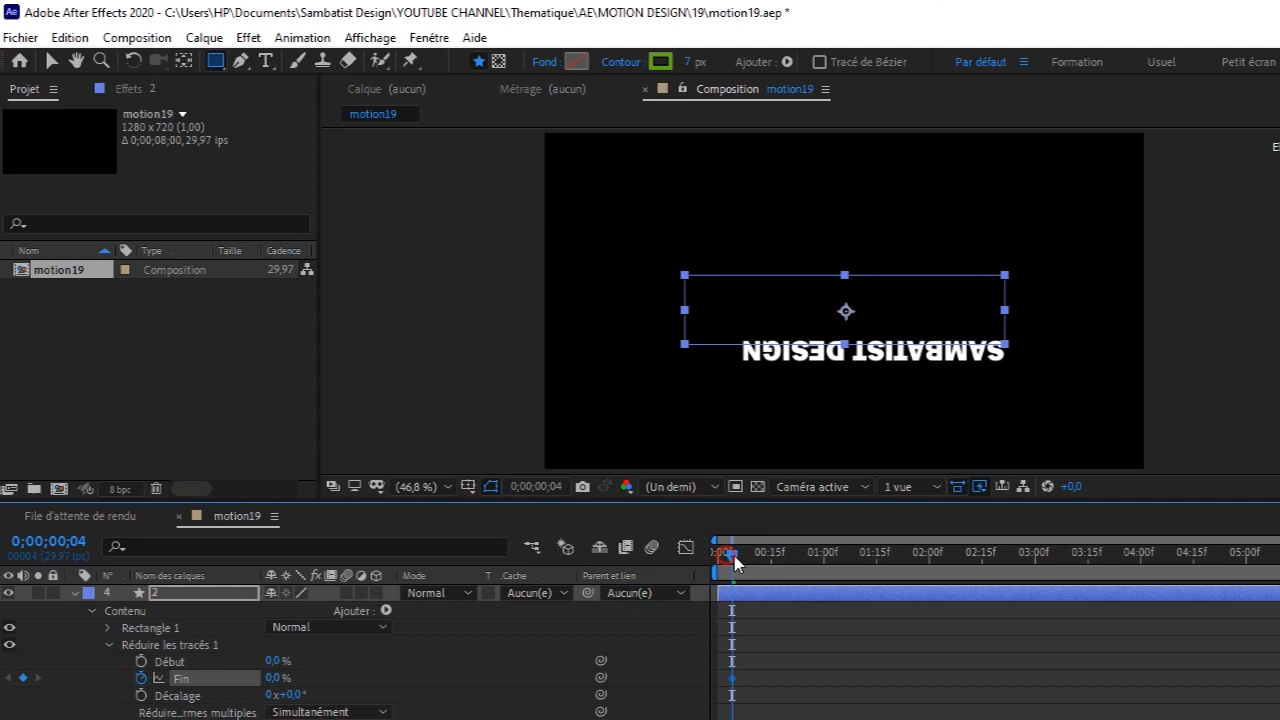 Adobe After Effects 2020 - C:\Users\HP\Documents\Sambatist Design\YOUTUBE CHANNEL\Thematique\AE\MOTION DESIGN\19\motion19.aep *
Fichier Edition Composition Calque Effet Animation Affichage Fenêtre Aide
Fond : Contour : 7 px Ajouter : Tracé de Bézier Par défaut Formation Usuel Petit écran
Projet Effets 2 Calque (aucun) Métrage (aucun) Composition motion19
motion19
1280 x 720 (1,00)
Δ 0;00;08;00, 29,97 ips
motion19
SAMBATIST DESIGN
Nom Type Taille Cadence
motion19 Composition 29,97
8 bpc (46,8 %) 0;00;00;04 (Un demi) Caméra active 1 vue +0,0
File d'attente de rendu motion19
0;00;00;04
00004 (29.97 ips)
00:15f 01:00f 01:15f 02:00f 02:15f 03:00f 03:15f 04:00f 04:15f 05:00f
N° Nom des calques Mode T .Cache Parent et lien
4 2 Normal Aucun(e) Aucun(e)
Contenu Ajouter :
Rectangle 1 Normal
Réduire les tracés 1
Début 0,0 %
Fin 0,0 %
Décalage 0 x+0,0 °
Réduire...rmes multiples Simultanément